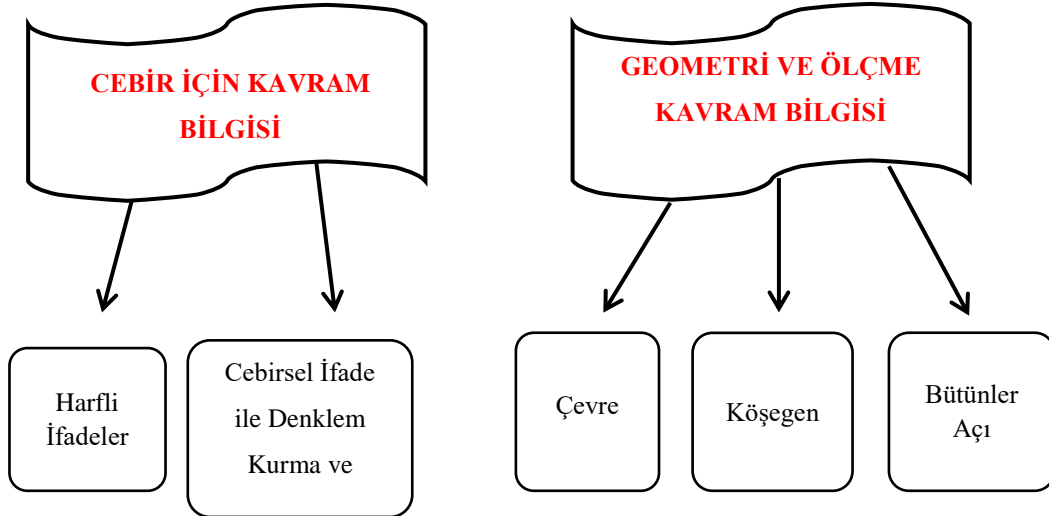 CEBİR İÇİN KAVRAM
BİLGİSİ
GEOMETRİ VE ÖLÇME
KAVRAM BİLGİSİ
Harfli
İfadeler
Cebirsel İfade
ile Denklem
Kurma ve
Çevre
Köşegen
Bütünler
Açı